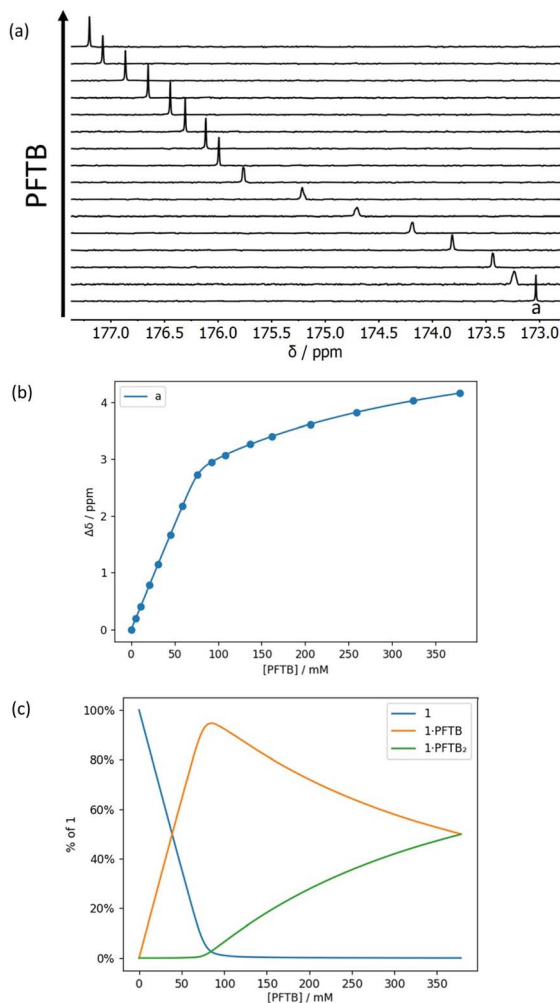 (a)
PFTB
a
177.0 176.5 176.0 175.5 175.0 174.5 174.0 173.5 173.0
δ / ppm
(b)
a
4
3
2
1
0
Δδ / ppm
0 50 100 150 200 250 300 350
[PFTB] / mM
(c)
1
1·PFTB
1·PFTB₂
100%
80%
60%
40%
20%
0%
% of 1
0 50 100 150 200 250 300 350
[PFTB] / mM